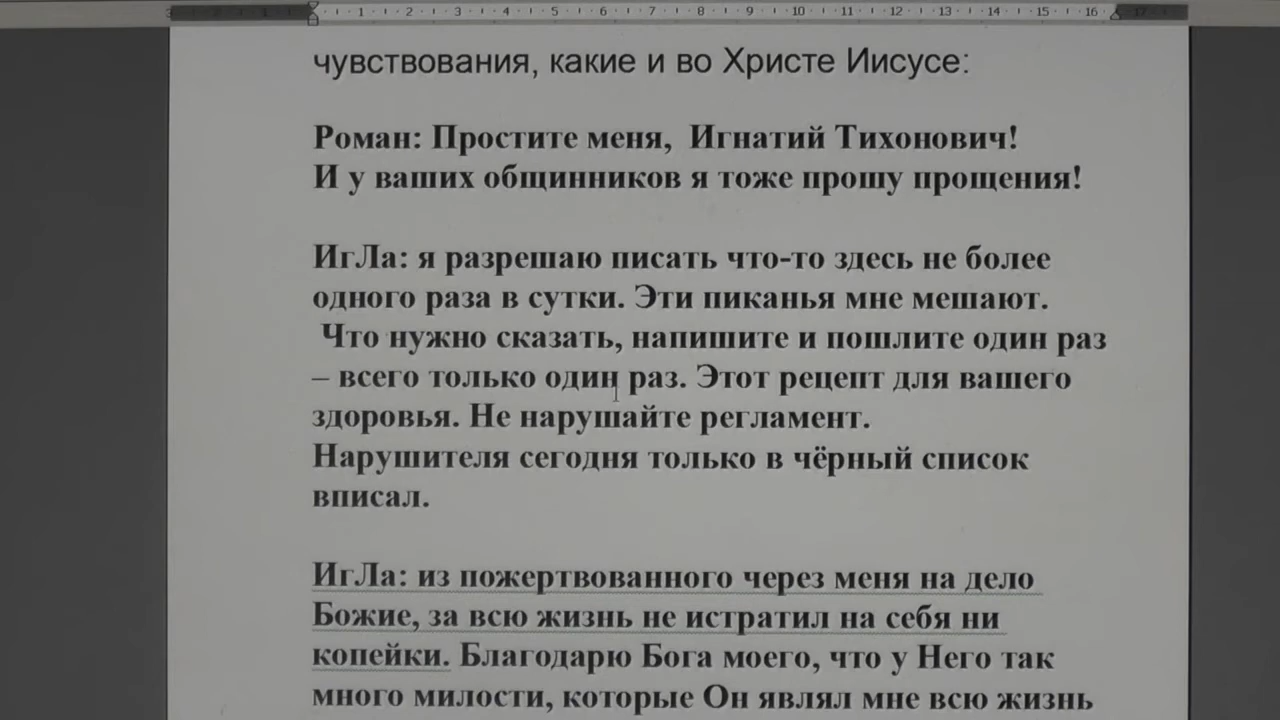 чувствования, какие и во Христе Иисусе:
Роман: Простите меня,  Игнатий Тихонович!
И у ваших общинников я тоже прошу прощения!
ИгЛа: я разрешаю писать что-то здесь не более
одного раза в сутки. Эти пиканья мне мешают.
Что нужно сказать, напишите и пошлите один раз
– всего только один раз. Этот рецепт для вашего
здоровья. Не нарушайте регламент.
Нарушителя сегодня только в чёрный список
вписал.
ИгЛа: из пожертвованного через меня на дело
Божие, за всю жизнь не истратил на себя ни
копейки. Благодарю Бога моего, что у Него так
много милости, которые Он являл мне всю жизнь